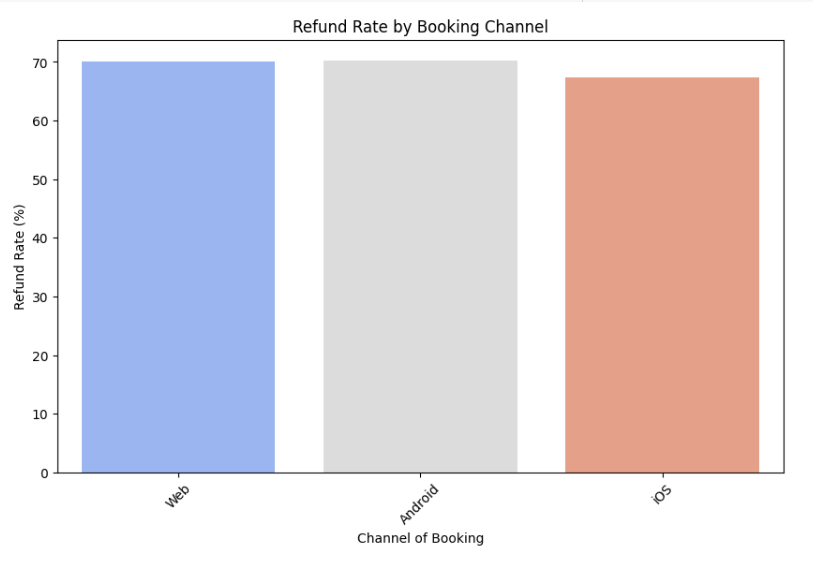 Refund Rate by Booking Channel
Refund Rate (%)
70
60
50
40
30
20
10
0
Web
Android
iOS
Channel of Booking